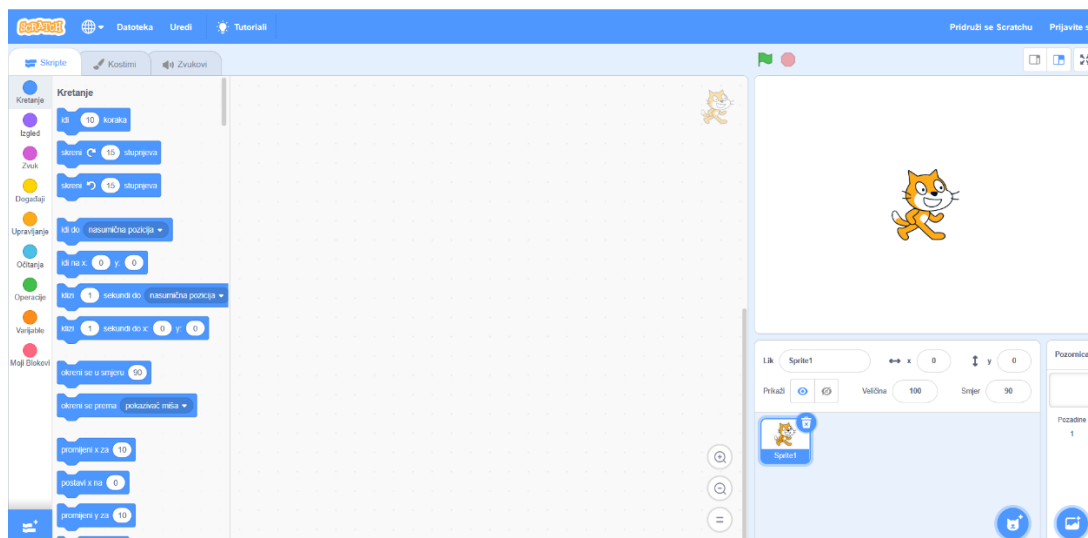 SCRATCH Datoteka Uredi Tutoriali Pridruži se Scratchu Prijavite s
Skripte Kostimi Zvukovi
Kretanje
Izgled
Zvuk
Događaji
Upravljanje
Očitanja
Operacije
Varijable
Moji Blokovi
Kretanje
idi 10 koraka
skreni 15 stupnjeva
skreni 15 stupnjeva
idi do nasumična pozicija
idi na x: 0 y: 0
klizi 1 sekundi do nasumična pozicija
klizi 1 sekundi do x: 0 y: 0
okreni se u smjeru 90
okreni se prema pokazivač miša
promijeni x za 10
postavi x na 0
promijeni y za 10
Lik Sprite1 x 0 y 0
Prikaži Veličina 100 Smjer 90
Sprite1
Pozornica
Pozadine
1